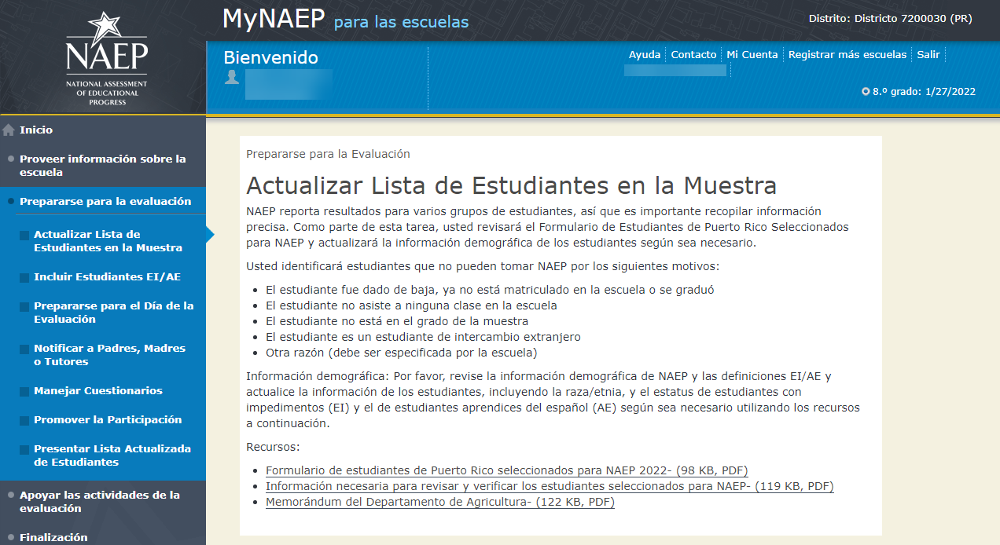 NAEP
NATIONAL ASSESSMENT
OF EDUCATIONAL
PROGRESS
MyNAEP para las escuelas
Distrito: Districto 7200030 (PR)
Bienvenido
Ayuda
Contacto
Mi Cuenta
Registrar más escuelas
Salir
8.º grado: 1/27/2022
Inicio
Proveer información sobre la
escuela
Prepararse para la evaluación
Actualizar Lista de
Estudiantes en la Muestra
Incluir Estudiantes EI/AE
Prepararse para el Día de la
Evaluación
Notificar a Padres, Madres
o Tutores
Manejar Cuestionarios
Promover la Participación
Presentar Lista Actualizada
de Estudiantes
Apoyar las actividades de la
evaluación
Finalización
Prepararse para la Evaluación
Actualizar Lista de Estudiantes en la Muestra
NAEP reporta resultados para varios grupos de estudiantes, así que es importante recopilar información
precisa. Como parte de esta tarea, usted revisará el Formulario de Estudiantes de Puerto Rico Seleccionados
para NAEP y actualizará la información demográfica de los estudiantes según sea necesario.
Usted identificará estudiantes que no pueden tomar NAEP por los siguientes motivos:
El estudiante fue dado de baja, ya no está matriculado en la escuela o se graduó
El estudiante no asiste a ninguna clase en la escuela
El estudiante no está en el grado de la muestra
El estudiante es un estudiante de intercambio extranjero
Otra razón (debe ser especificada por la escuela)
Información demográfica: Por favor, revise la información demográfica de NAEP y las definiciones EI/AE y
actualice la información de los estudiantes, incluyendo la raza/etnia, y el estatus de estudiantes con
impedimentos (EI) y el de estudiantes aprendices del español (AE) según sea necesario utilizando los recursos
a continuación.
Recursos:
Formulario de estudiantes de Puerto Rico seleccionados para NAEP 2022- (98 KB, PDF)
Información necesaria para revisar y verificar los estudiantes seleccionados para NAEP- (119 KB, PDF)
Memorándum del Departamento de Agricultura- (122 KB, PDF)